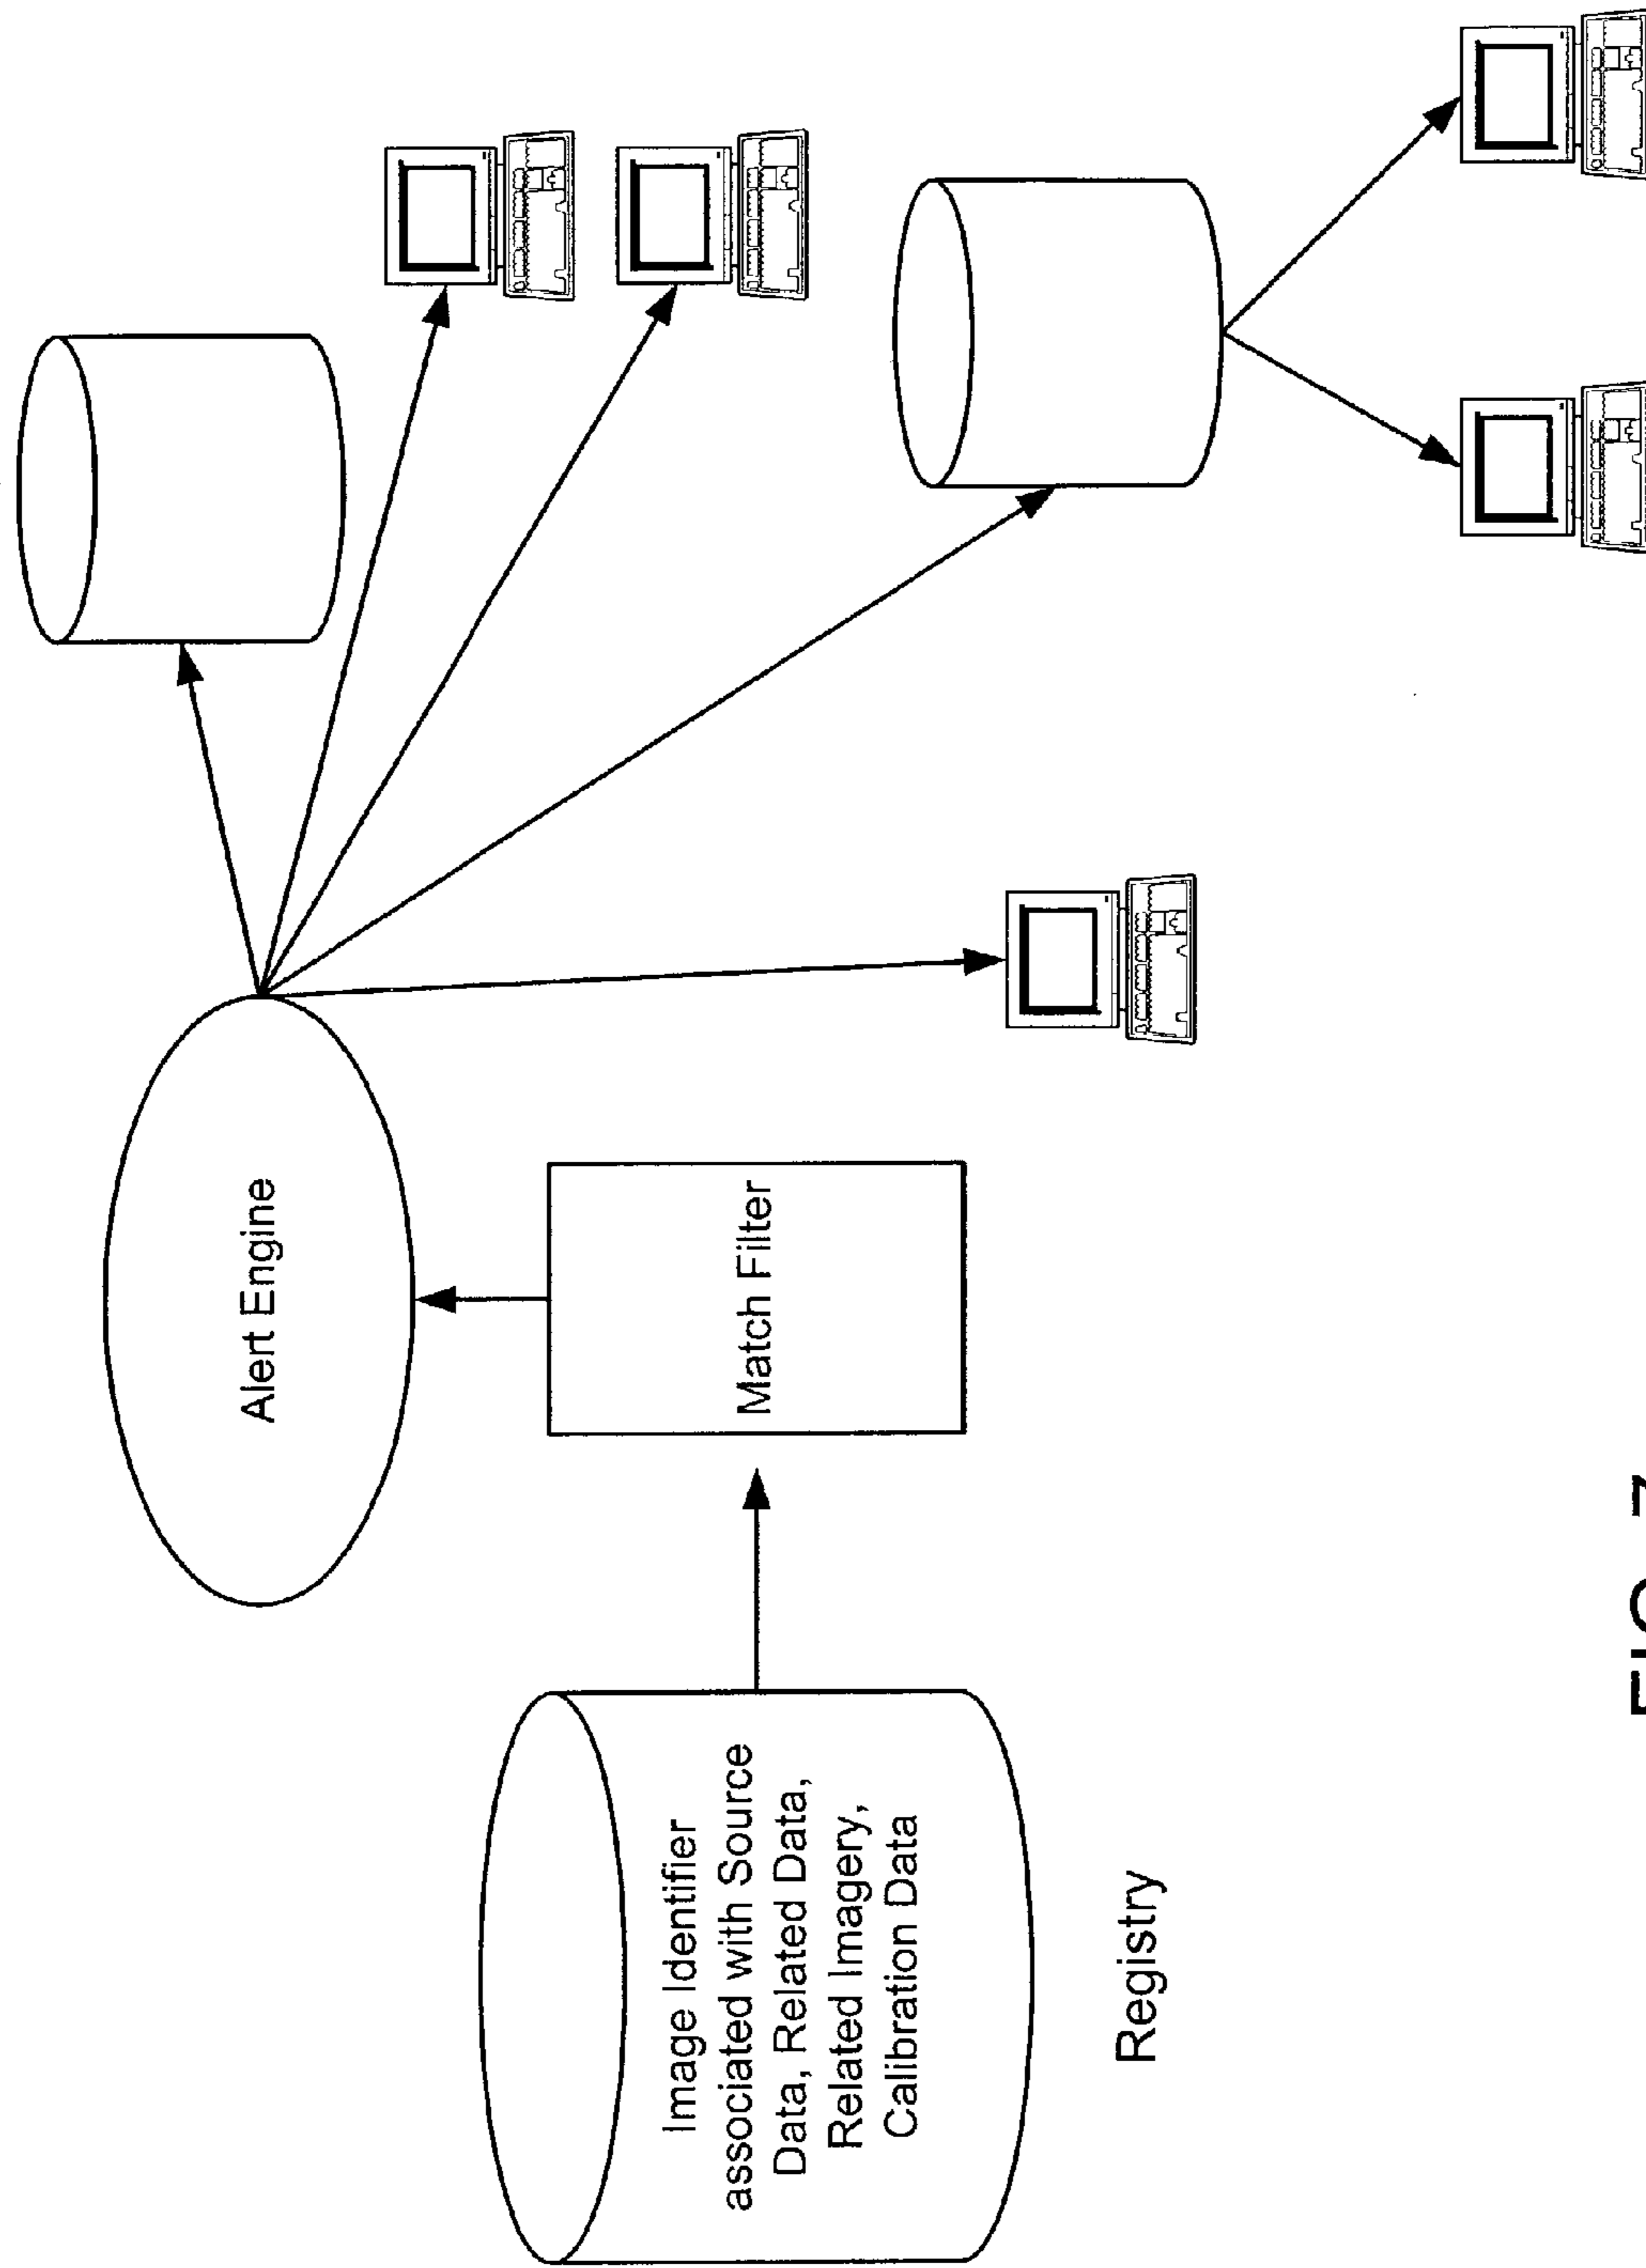 Alert Engine
Match Filter
Image Identifier
associated with Source
Data, Related Data,
Related Imagery,
Calibration Data
Registry